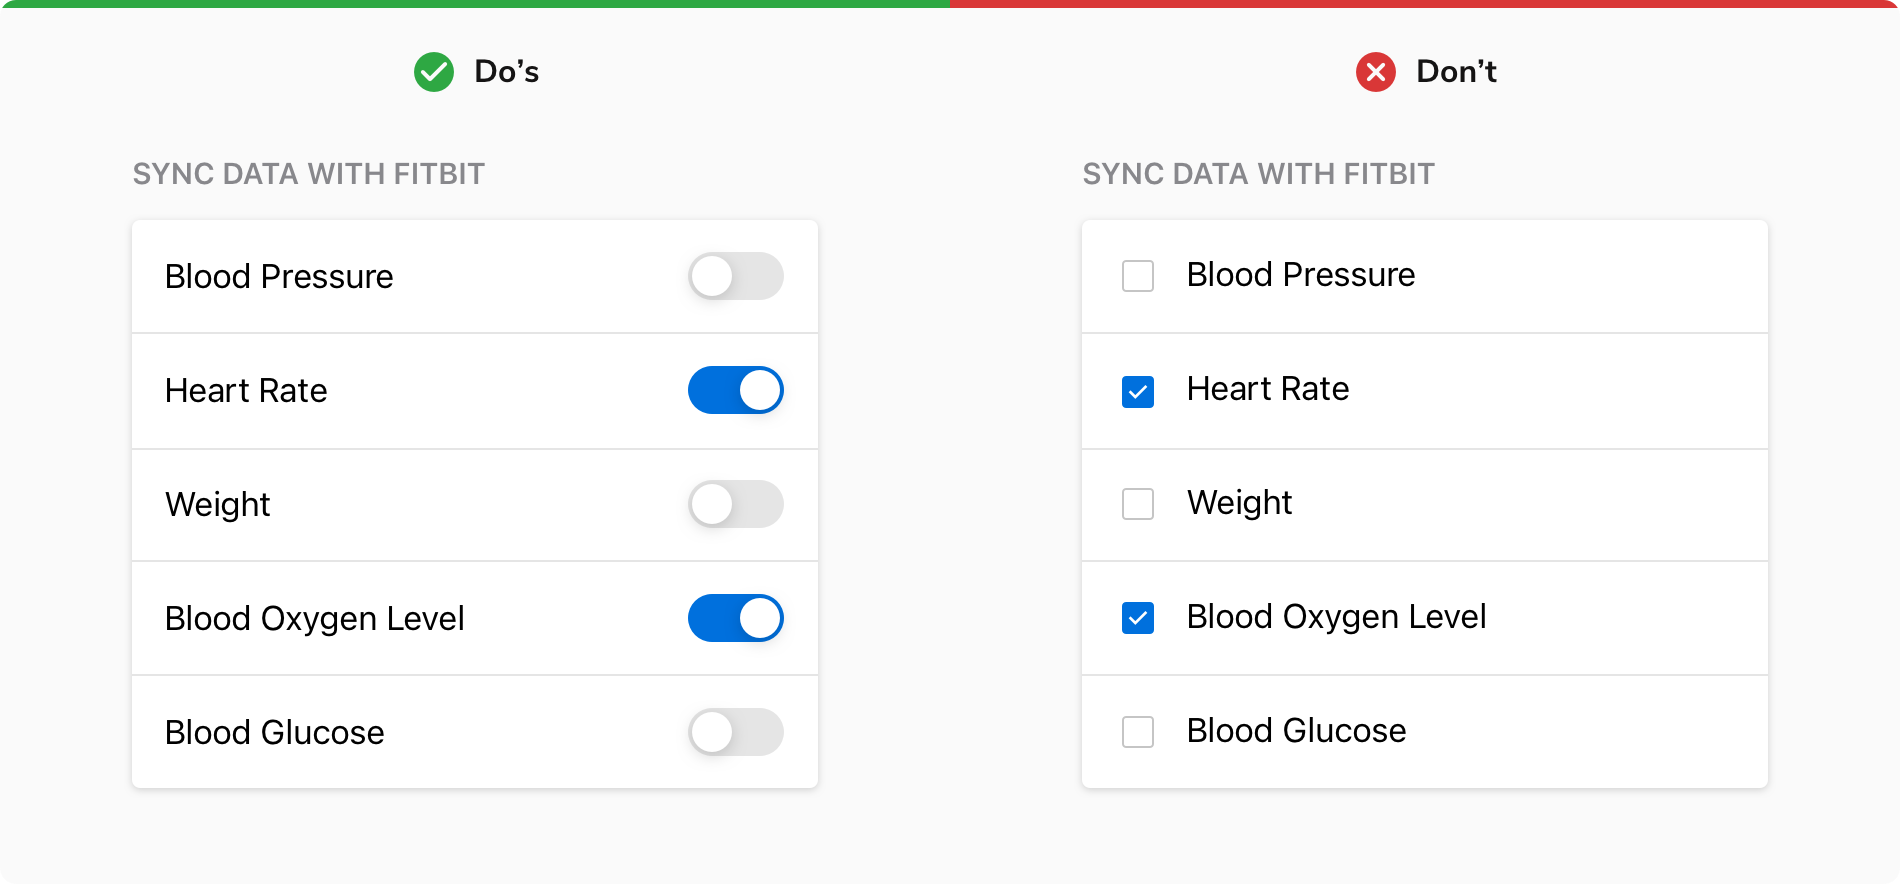 Do’s
SYNC DATA WITH FITBIT
Blood Pressure
Heart Rate
Weight
Blood Oxygen Level
Blood Glucose
Don’t
SYNC DATA WITH FITBIT
Blood Pressure
Heart Rate
Weight
Blood Oxygen Level
Blood Glucose